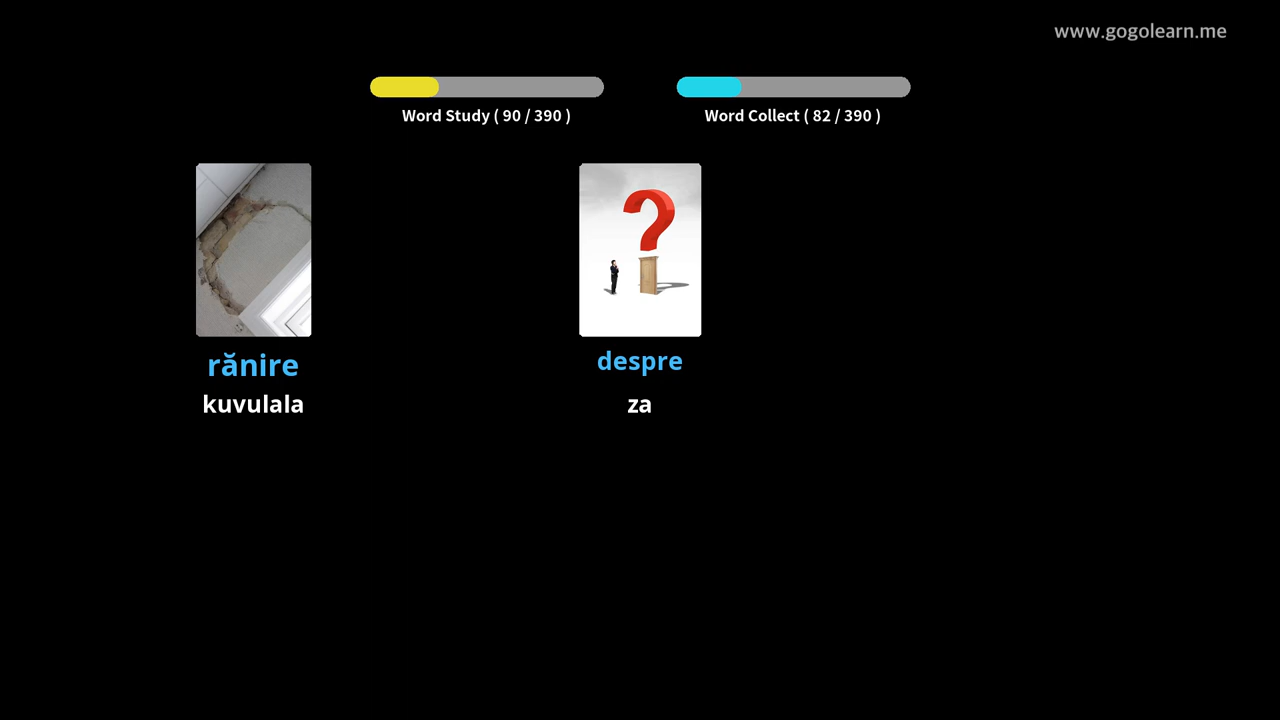 www.gogolearn.me
Word Study ( 90 / 390 )
Word Collect ( 82 / 390 )
rănire
kuvulala
despre
za